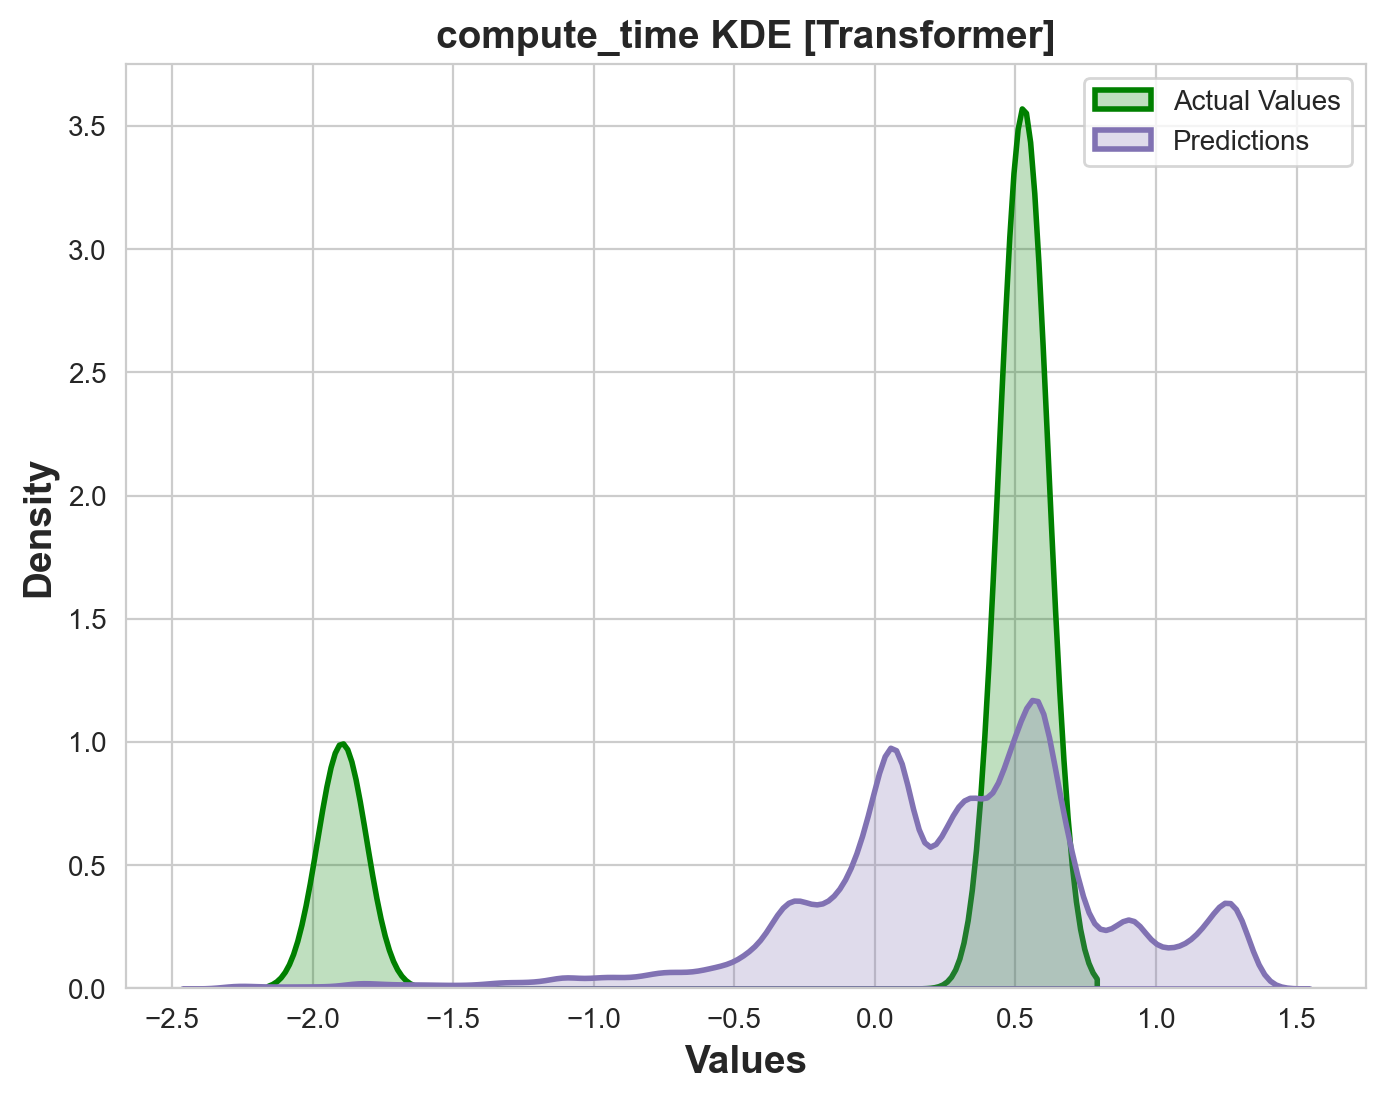 compute_time KDE [Transformer]
Actual Values
Predictions
3.5
3.0
2.5
2.0
1.5
1.0
0.5
0.0
Density
−2.5 −2.0 −1.5 −1.0 −0.5 0.0 0.5 1.0 1.5
Values